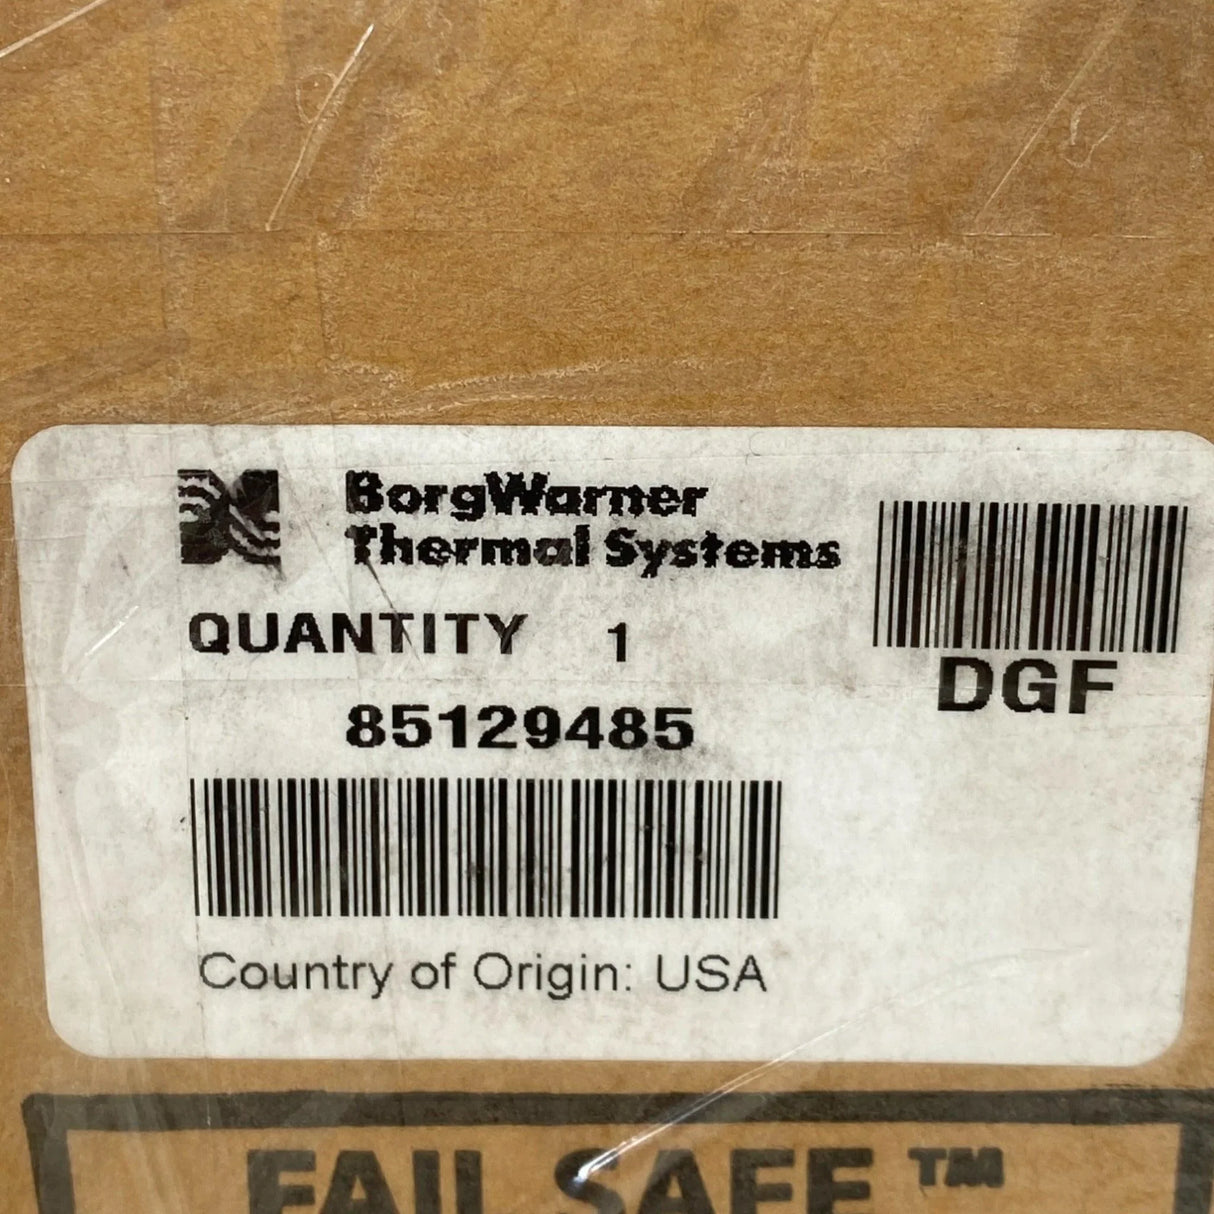 BorgWarner
Thermal Systems
QUANTITY 1
DGF
85129485
Country of Origin: USA
FAIL SAFE™